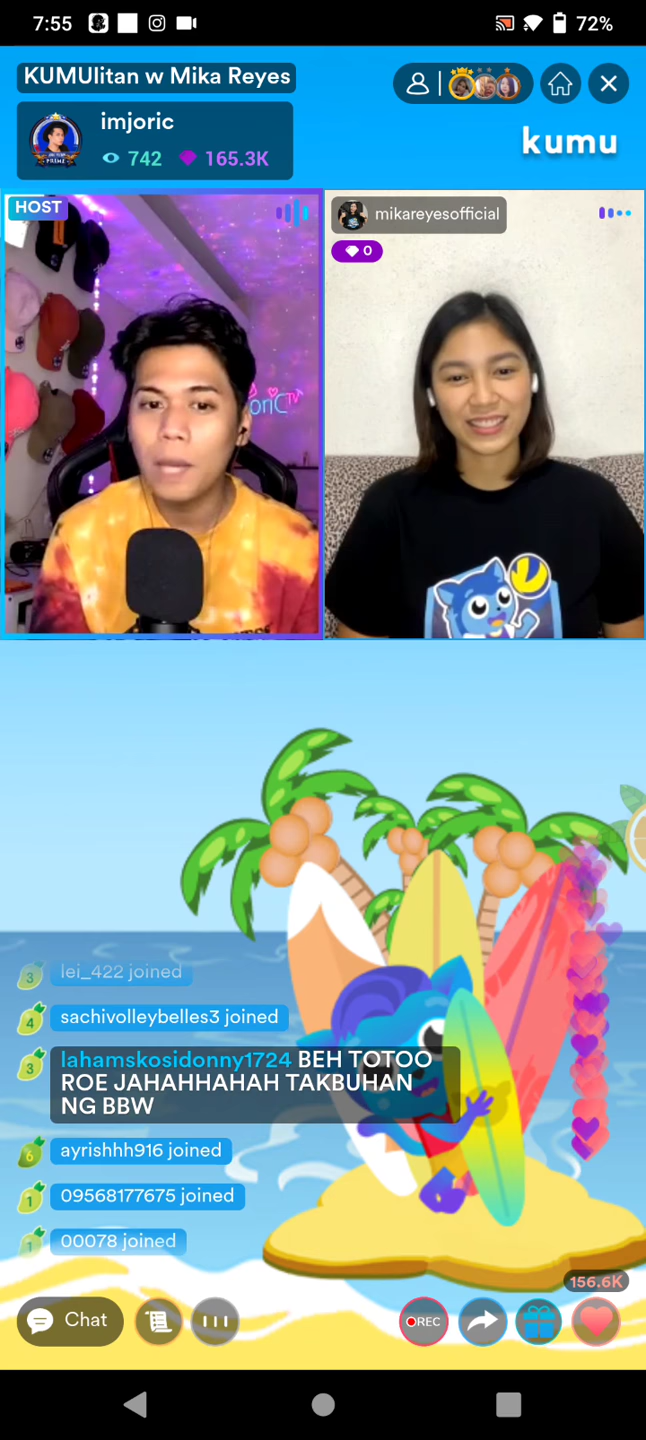 7:55
72%
KUMUlitan w Mika Reyes
imjoric
742
165.3K
kumu
HOST
mikareyesofficial
0
oriC TV
3
lei_422 joined
4
sachivolleybelles3 joined
3
lahamskosidonny1724 BEH TOTOO
ROE JAHAHHAHAH TAKBUHAN
NG BBW
6
ayrishhh916 joined
1
09568177675 joined
1
00078 joined
156.6K
Chat
REC